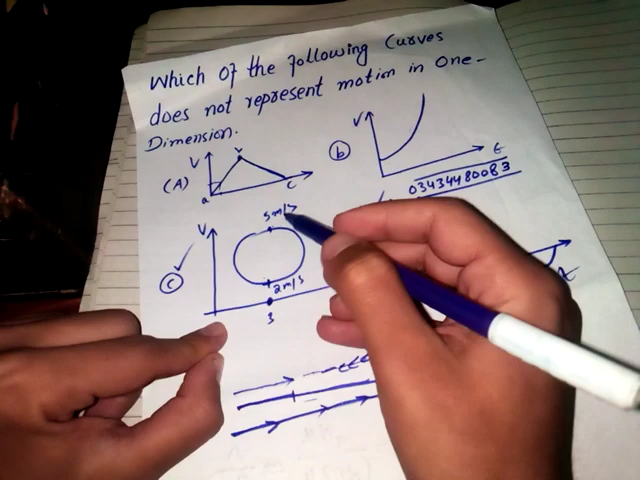 Which Of the following Curves
does not represent motion in One-
Dimension.
(A) V
a c
b V t
03434480083
c V 5m/s
2m/s
3
t